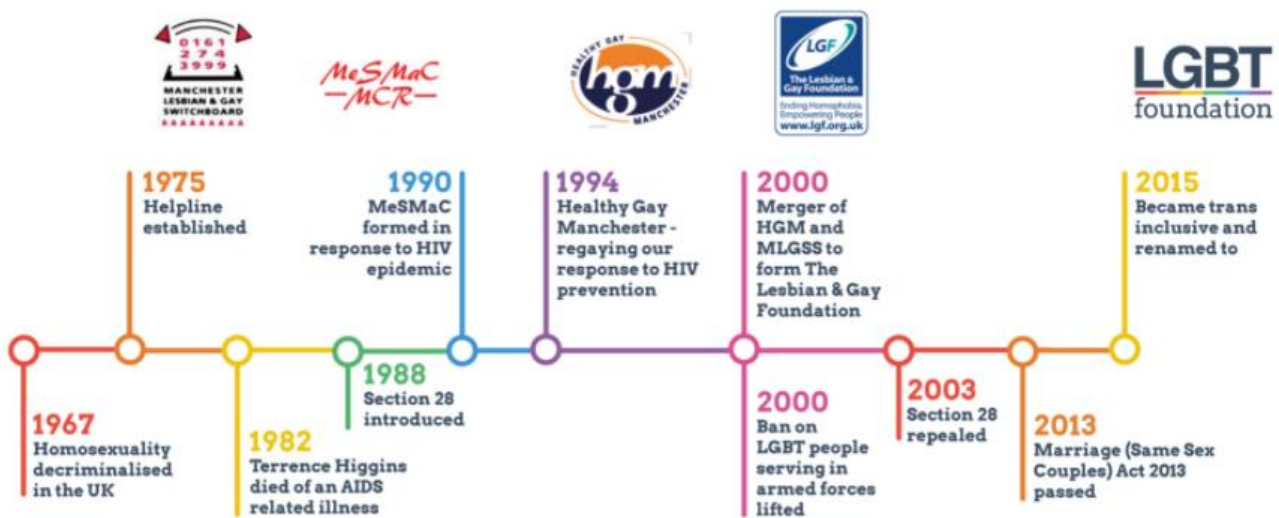 0161
274
3999
MANCHESTER
LESBIAN & GAY
SWITCHBOARD
MeSMaC
—MCR—
HEALTHY GAY
hgm
MANCHESTER
LGF
The Lesbian &
Gay Foundation
Ending Homophobia,
Empowering People
www.lgf.org.uk
LGBT
foundation
1975
Helpline
established
1990
MeSMaC
formed in
response to HIV
epidemic
1994
Healthy Gay
Manchester -
regaying our
response to HIV
prevention
2000
Merger of
HGM and
MLGSS to
form The
Lesbian & Gay
Foundation
2015
Became trans
inclusive and
renamed to
1967
Homosexuality
decriminalised
in the UK
1982
Terrence Higgins
died of an AIDS
related illness
1988
Section 28
introduced
2000
Ban on
LGBT people
serving in
armed forces
lifted
2003
Section 28
repealed
2013
Marriage (Same Sex
Couples) Act 2013
passed